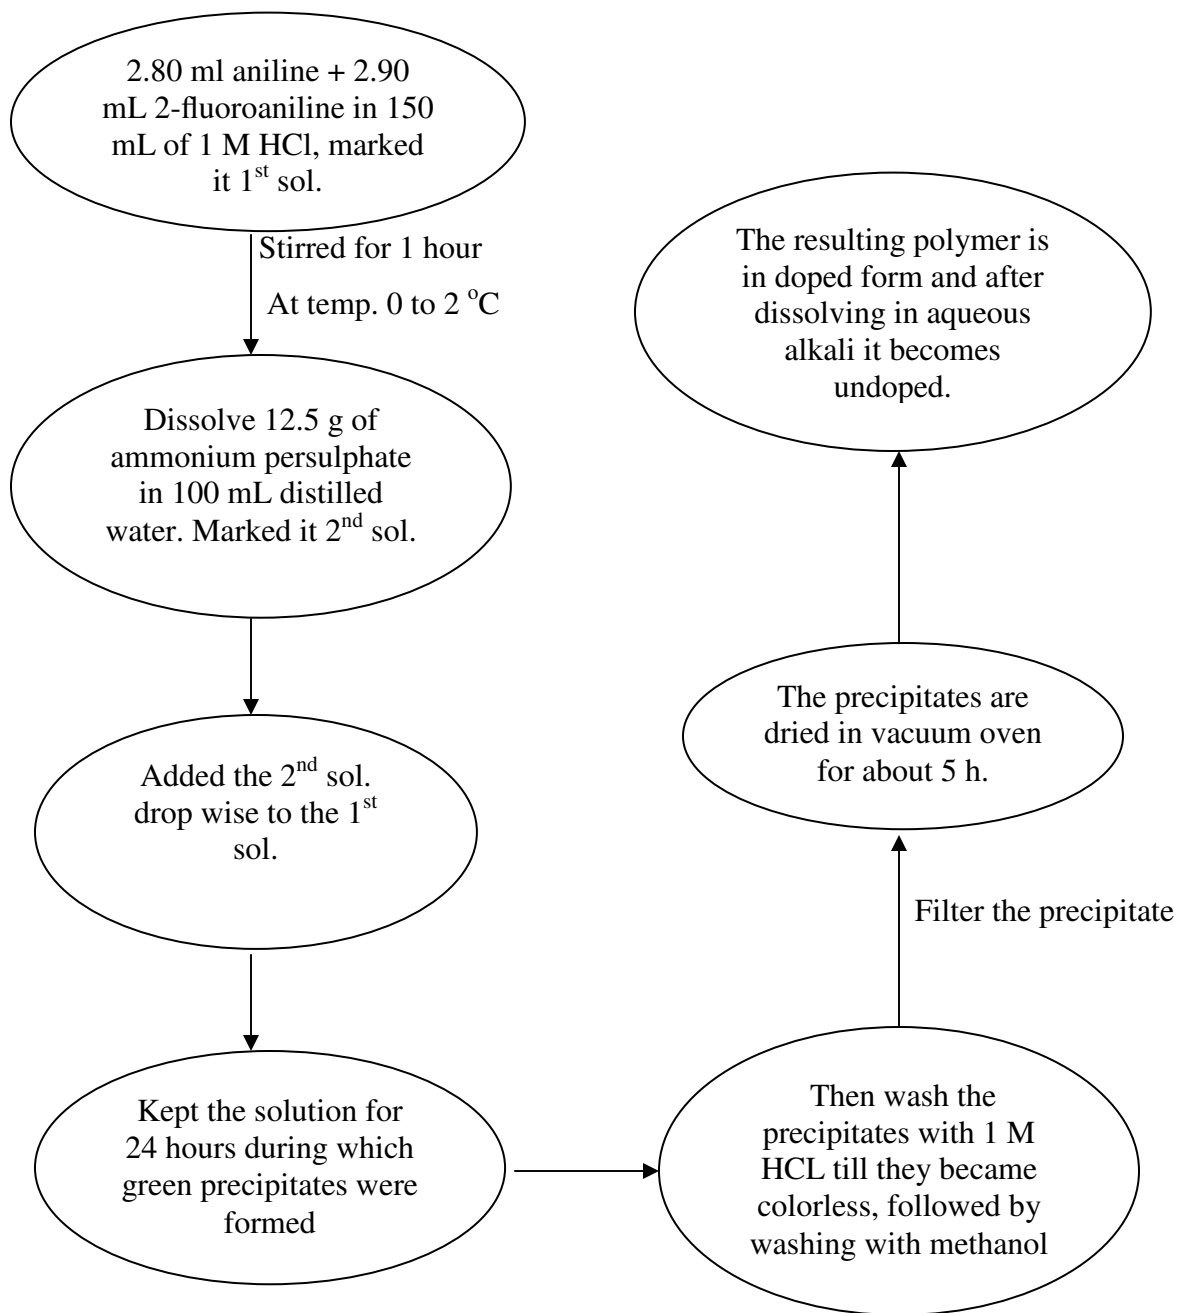 2.80 ml aniline + 2.90
mL 2-fluoroaniline in 150
mL of 1 M HCl, marked
it 1st sol.
Stirred for 1 hour
At temp. 0 to 2 °C
Dissolve 12.5 g of
ammonium persulphate
in 100 mL distilled
water. Marked it 2nd sol.
Added the 2nd sol.
drop wise to the 1st
sol.
Kept the solution for
24 hours during which
green precipitates were
formed
Then wash the
precipitates with 1 M
HCL till they became
colorless, followed by
washing with methanol
Filter the precipitate
The precipitates are
dried in vacuum oven
for about 5 h.
The resulting polymer is
in doped form and after
dissolving in aqueous
alkali it becomes
undoped.